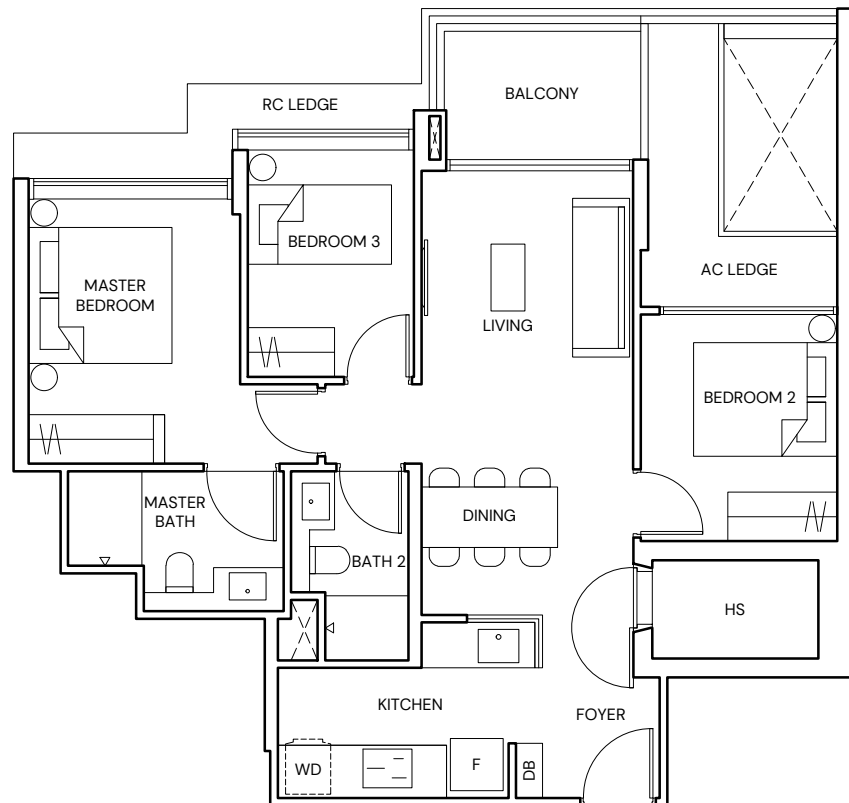 RC LEDGE
BALCONY
BEDROOM 3
MASTER
BEDROOM
AC LEDGE
LIVING
BEDROOM 2
MASTER
BATH
DINING
BATH 2
HS
KITCHEN
FOYER
WD
F
DB